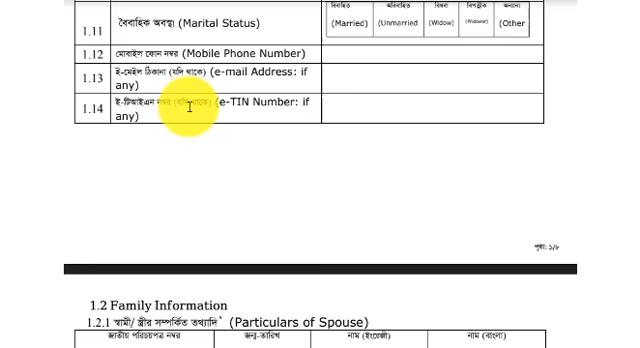 1.11 বৈবাহিক অবস্থা (Marital Status) বিবাহিত (Married) অবিবাহিত (Unmarried বিধবা (Widow) বিপত্নীক (Widower) অন্যান্য (Other
1.12 মোবাইল ফোন নম্বর (Mobile Phone Number)
1.13 ই-মেইল ঠিকানা (যদি থাকে) (e-mail Address: if
any)
1.14 ই-টিআইএন নম্বর (যদি থাকে) (e-TIN Number: if
any)
পৃষ্ঠা: ১/৮
1.2 Family Information
1.2.1 স্বামী/ স্ত্রীর সম্পর্কিত তথ্যাদি` (Particulars of Spouse)
জাতীয় পরিচয়পত্র নম্বর জন্ম-তারিখ নাম (ইংরেজী) নাম (বাংলা)